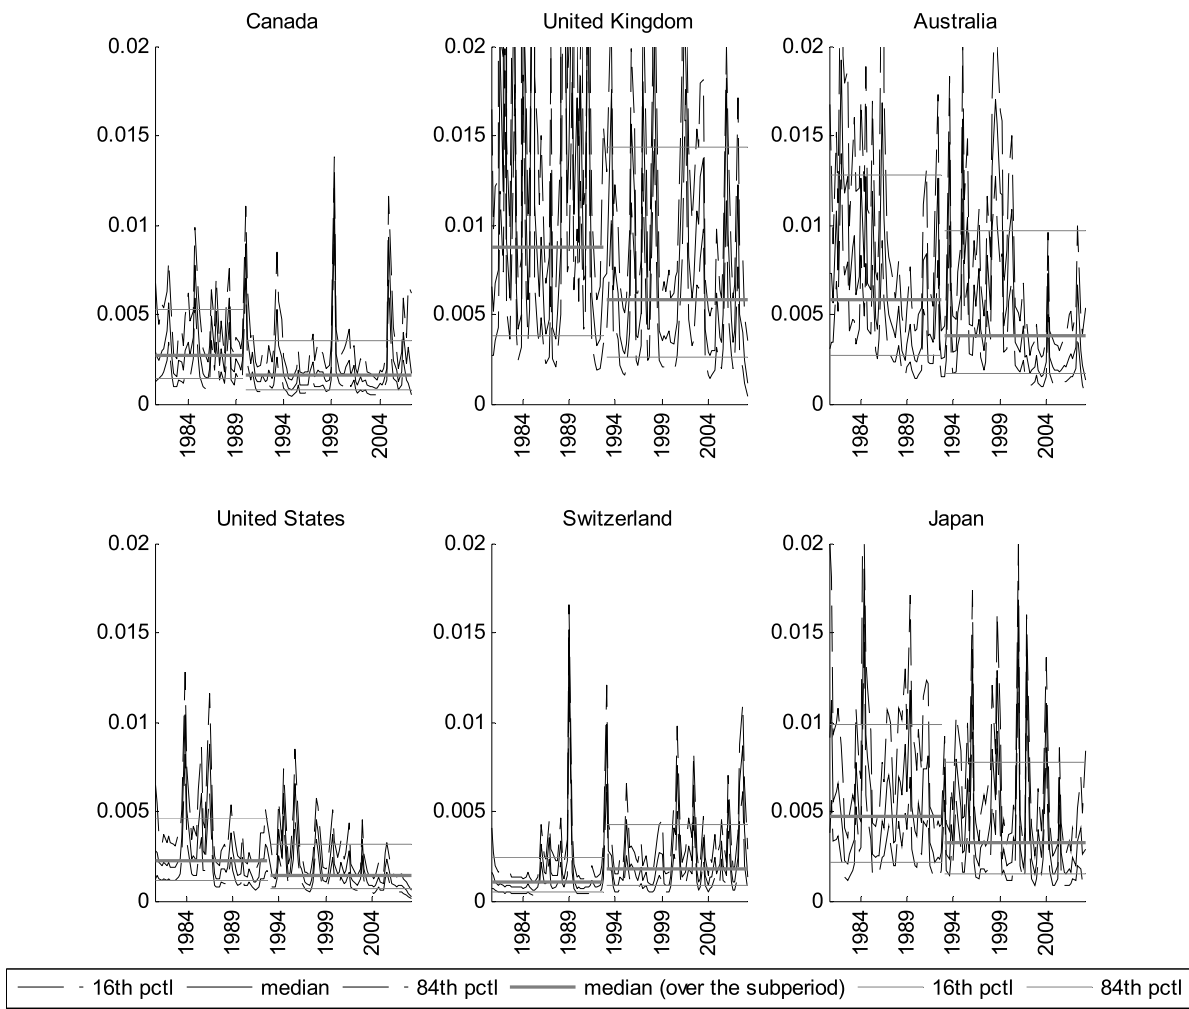 Canada United Kingdom Australia
0.02 0.02 0.02
0.015 0.015 0.015
0.01 0.01 0.01
0.005 0.005 0.005
0 0 0
1984 1989 1994 1999 2004 1984 1989 1994 1999 2004 1984 1989 1994 1999 2004
United States Switzerland Japan
0.02 0.02 0.02
0.015 0.015 0.015
0.01 0.01 0.01
0.005 0.005 0.005
0 0 0
1984 1989 1994 1999 2004 1984 1989 1994 1999 2004 1984 1989 1994 1999 2004
16th pctl median 84th pctl median (over the subperiod) 16th pctl 84th pctl